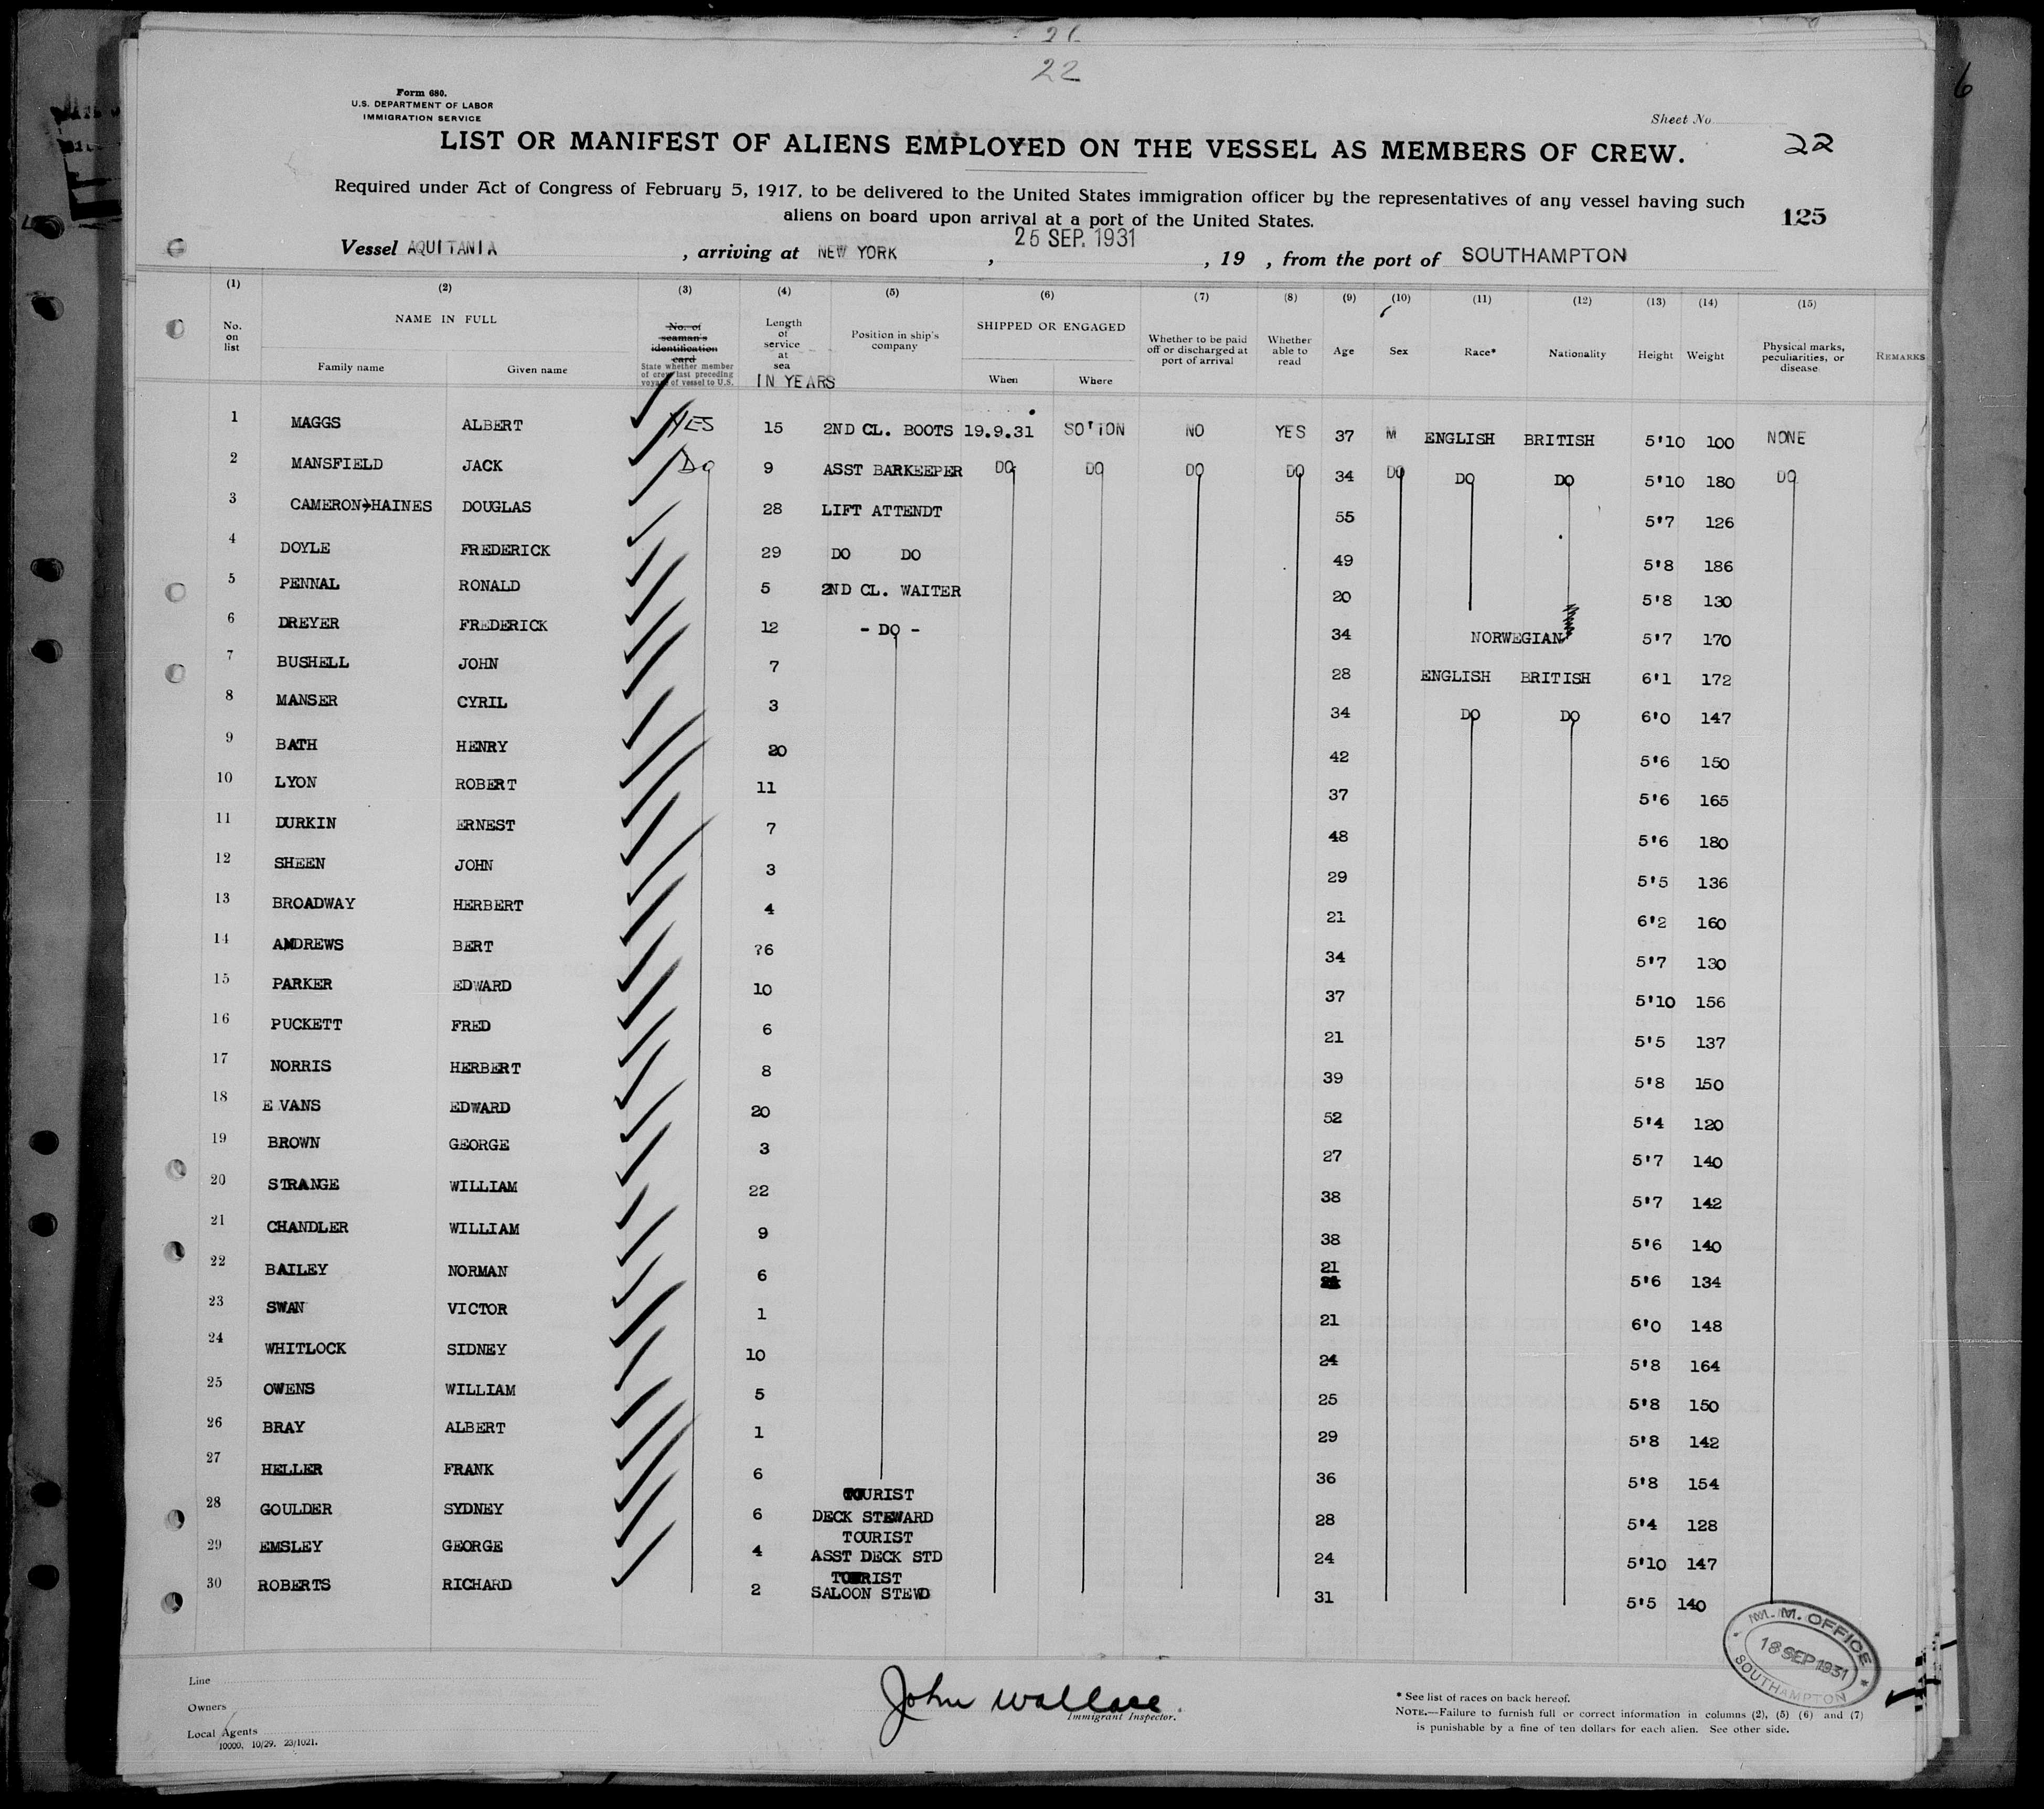 22
Form 680.
U.S. DEPARTMENT OF LABOR
IMMIGRATION SERVICE
Sheet No
LIST OR MANIFEST OF ALIENS EMPLOYED ON THE VESSEL AS MEMBERS OF CREW. 22
Required under Act of Congress of February 5, 1917, to be delivered to the United States immigration officer by the representatives of any vessel having such
aliens on board upon arrival at a port of the United States. 125
Vessel AQUITANIA , arriving at NEW YORK , 25 SEP. 1931 , 19 , from the port of SOUTHAMPTON
(1) (2) (3) (4) (5) (6) (7) (8) (9) (10) (11) (12) (13) (14) (15)
No. on list NAME IN FULL Family name Given name No. of seaman's identification card State whether member of crew last preceding voyage of vessel to U.S. Length of service at sea IN YEARS Position in ship's company SHIPPED OR ENGAGED When Where Whether to be paid off or discharged at port of arrival Whether able to read Age Sex Race* Nationality Height Weight Physical marks, peculiarities, or disease REMARKS
1 MAGGS ALBERT YES 15 2ND CL. BOOTS 19.9.31 SO'TON NO YES 37 M ENGLISH BRITISH 5'10 100 NONE
2 MANSFIELD JACK Do 9 ASST BARKEEPER DO DO DO DO 34 DO DO DO 5'10 180 DO
3 CAMERON-HAINES DOUGLAS 28 LIFT ATTENDT 55 5'7 126
4 DOYLE FREDERICK 29 DO DO 49 5'8 186
5 PENNAL RONALD 5 2ND CL. WAITER 20 5'8 130
6 DREYER FREDERICK 12 - DO - 34 NORWEGIAN 5'7 170
7 BUSHELL JOHN 7 28 ENGLISH BRITISH 6'1 172
8 MANSER CYRIL 3 34 DO DO 6'0 147
9 BATH HENRY 20 42 5'6 150
10 LYON ROBERT 11 37 5'6 165
11 DURKIN ERNEST 7 48 5'6 180
12 SHEEN JOHN 3 29 5'5 136
13 BROADWAY HERBERT 4 21 6'2 160
14 ANDREWS BERT ?6 34 5'7 130
15 PARKER EDWARD 10 37 5'10 156
16 PUCKETT FRED 6 21 5'5 137
17 NORRIS HERBERT 8 39 5'8 150
18 E VANS EDWARD 20 52 5'4 120
19 BROWN GEORGE 3 27 5'7 140
20 STRANGE WILLIAM 22 38 5'7 142
21 CHANDLER WILLIAM 9 38 5'6 140
22 BAILEY NORMAN 6 21 5'6 134
23 SWAN VICTOR 1 21 6'0 148
24 WHITLOCK SIDNEY 10 24 5'8 164
25 OWENS WILLIAM 5 25 5'8 150
26 BRAY ALBERT 1 29 5'8 142
27 HELLER FRANK 6 36 5'8 154
28 GOULDER SYDNEY 6 TOURIST DECK STEWARD 28 5'4 128
29 EMSLEY GEORGE 4 TOURIST ASST DECK STD 24 5'10 147
30 ROBERTS RICHARD 2 TOURIST SALOON STEWD 31 5'5 140
M. M. OFFICE
18 SEP 1931
SOUTHAMPTON
Line
Owners
Local Agents
10000, 10/29. 23/1021.
John Wallace
Immigrant Inspector.
* See list of races on back hereof.
NOTE.—Failure to furnish full or correct information in columns (2), (5) (6) and (7)
is punishable by a fine of ten dollars for each alien. See other side.
6